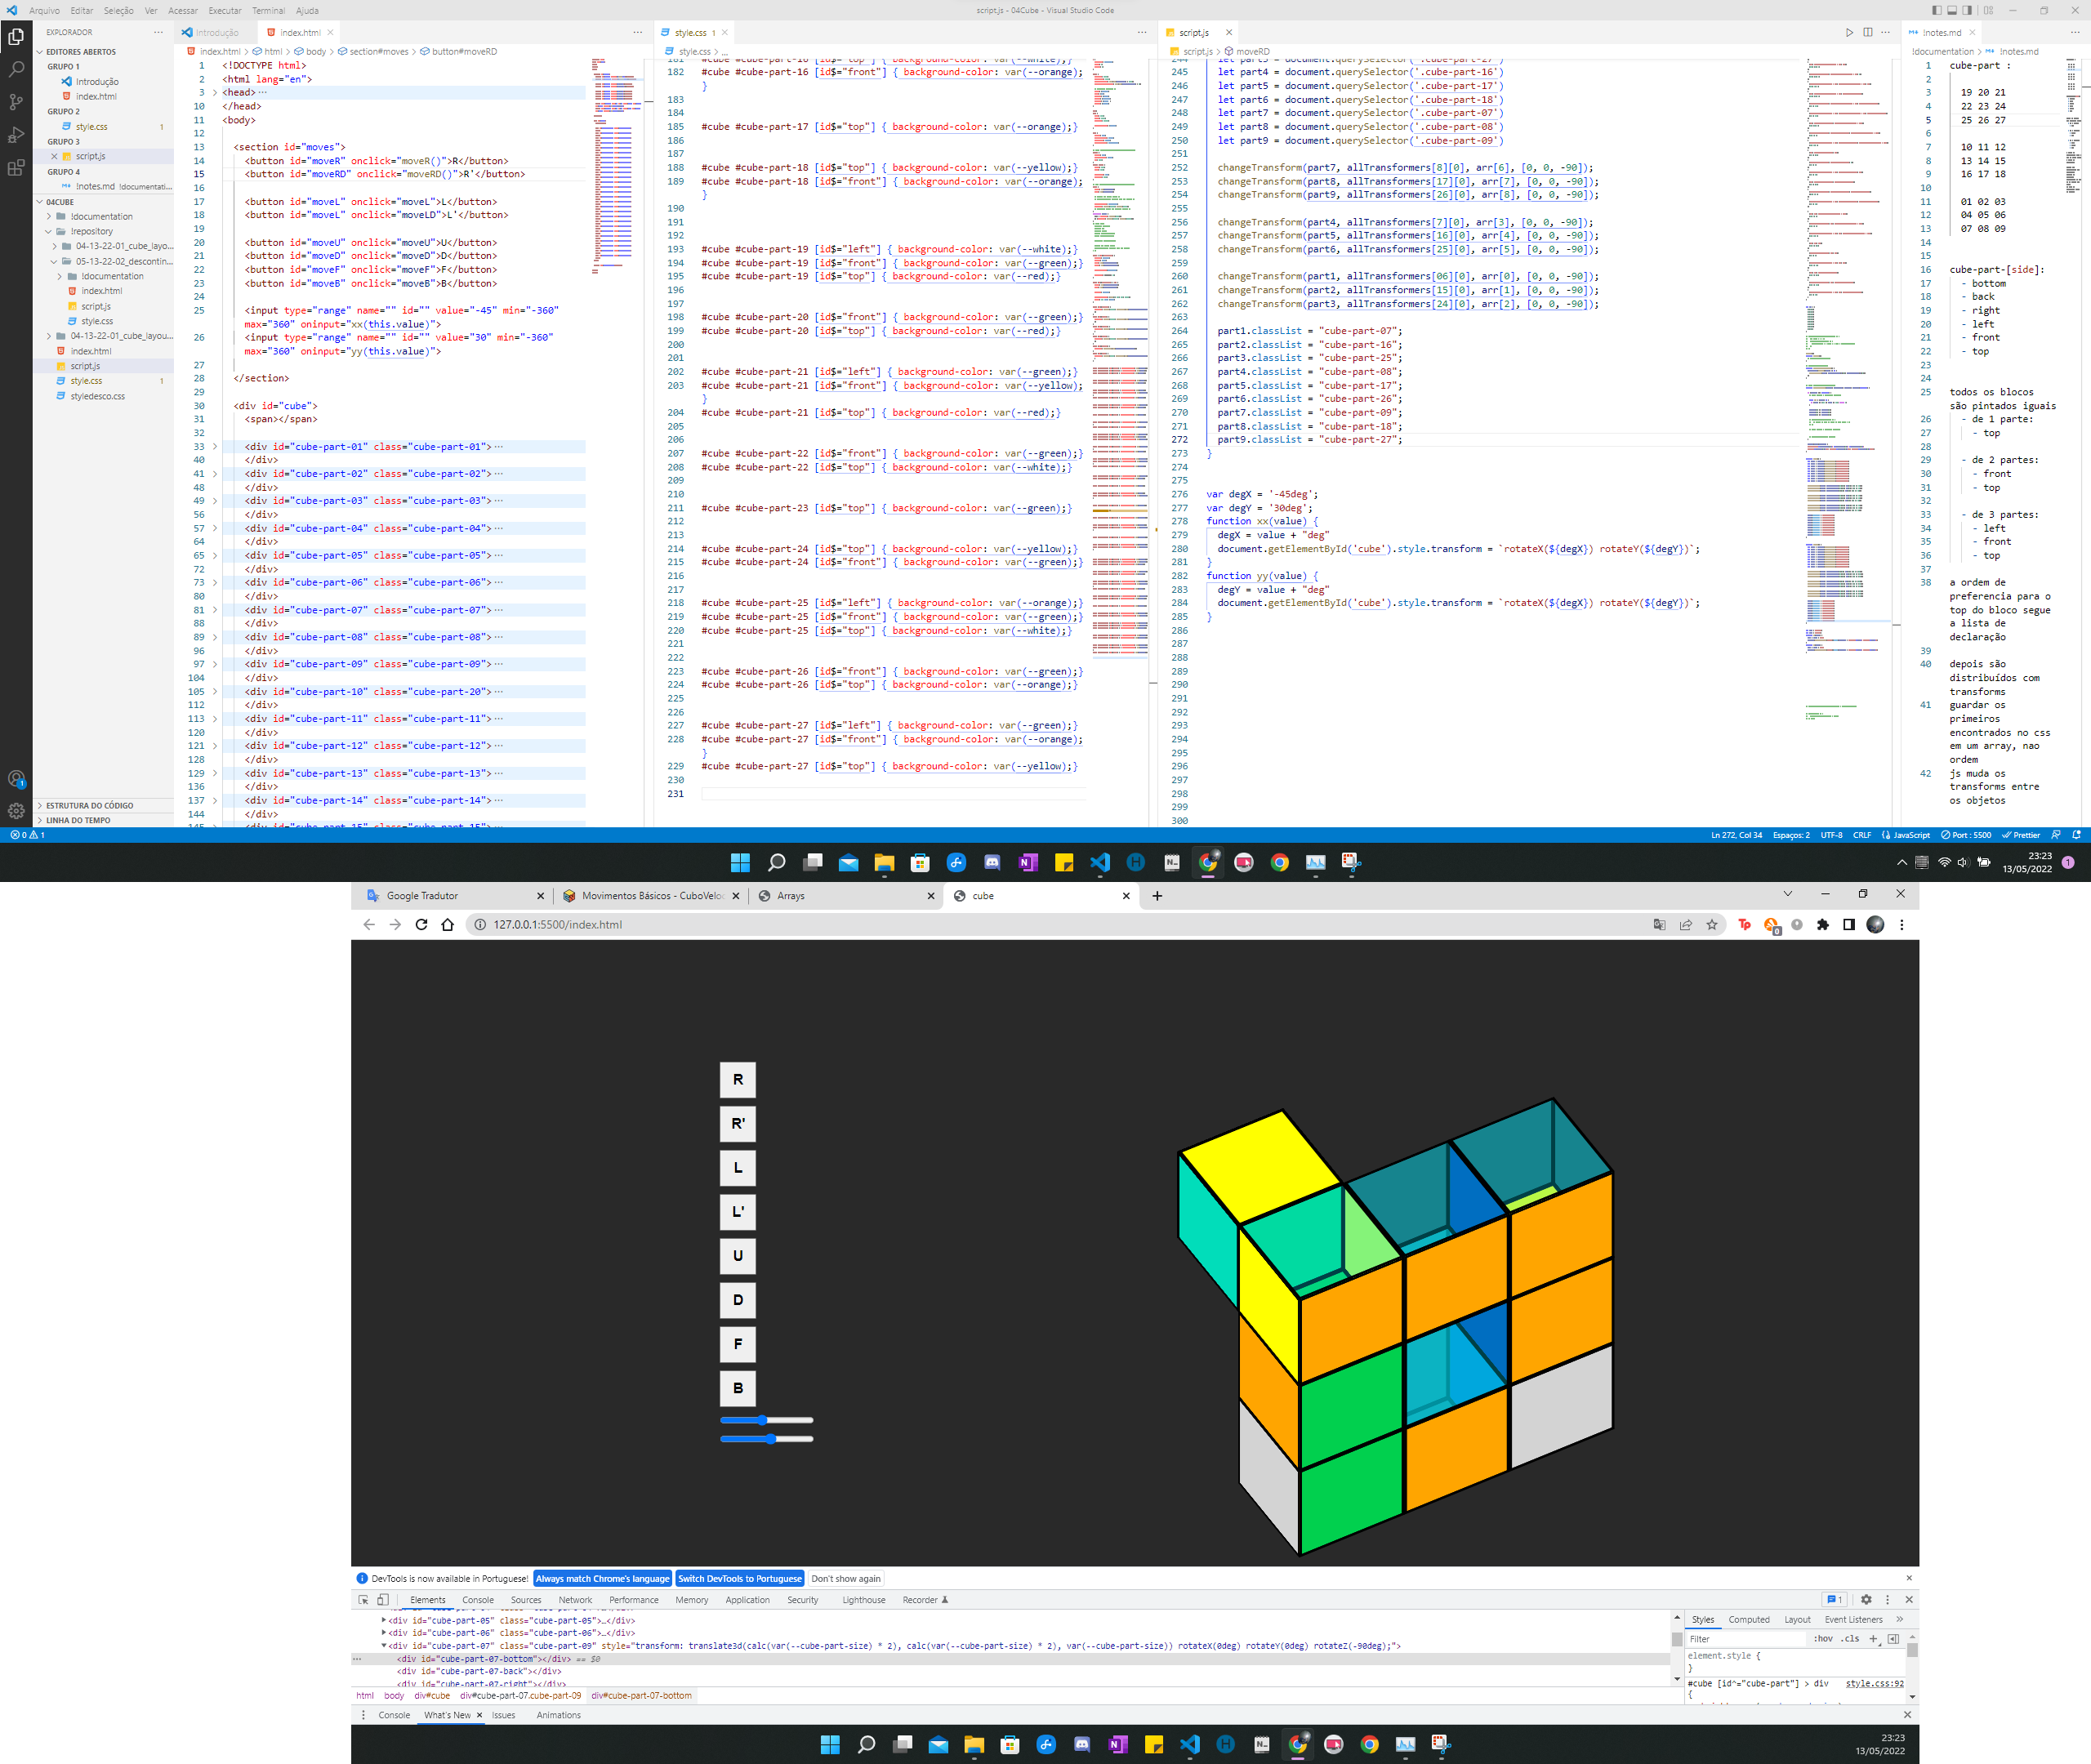 Arquivo Editar Seleção Ver Acessar Executar Terminal Ajuda
script.js - 04Cube - Visual Studio Code
EXPLORADOR
EDITORES ABERTOS
GRUPO 1
Introdução
index.html
GRUPO 2
style.css 1
GRUPO 3
script.js
GRUPO 4
!notes.md !documentati...
04CUBE
!documentation
!repository
04-13-22-01_cube_layo...
05-13-22-02_descontin...
!documentation
index.html
script.js
style.css
04-13-22-01_cube_layou...
index.html
script.js
style.css 1
styledesco.css
ESTRUTURA DO CÓDIGO
LINHA DO TEMPO
Introdução
index.html
index.html > html > body > section#moves > button#moveRD
1 <!DOCTYPE html>
2 <html lang="en">
3 <head>···
10 </head>
11 <body>
12
13 <section id="moves">
14 <button id="moveR" onclick="moveR()">R</button>
15 <button id="moveRD" onclick="moveRD()">R'</button>
16
17 <button id="moveL" onclick="moveL">L</button>
18 <button id="moveL" onclick="moveLD">L'</button>
19
20 <button id="moveU" onclick="moveU">U</button>
21 <button id="moveD" onclick="moveD">D</button>
22 <button id="moveF" onclick="moveF">F</button>
23 <button id="moveB" onclick="moveB">B</button>
24
25 <input type="range" name="" id="" value="-45" min="-360"
max="360" oninput="xx(this.value)">
26 <input type="range" name="" id="" value="30" min="-360"
max="360" oninput="yy(this.value)">
27
28 </section>
29
30 <div id="cube">
31 <span></span>
32
33 <div id="cube-part-01" class="cube-part-01">···
40 </div>
41 <div id="cube-part-02" class="cube-part-02">···
48 </div>
49 <div id="cube-part-03" class="cube-part-03">···
56 </div>
57 <div id="cube-part-04" class="cube-part-04">···
64 </div>
65 <div id="cube-part-05" class="cube-part-05">···
72 </div>
73 <div id="cube-part-06" class="cube-part-06">···
80 </div>
81 <div id="cube-part-07" class="cube-part-07">···
88 </div>
89 <div id="cube-part-08" class="cube-part-08">···
96 </div>
97 <div id="cube-part-09" class="cube-part-09">···
104 </div>
105 <div id="cube-part-10" class="cube-part-20">···
112 </div>
113 <div id="cube-part-11" class="cube-part-11">···
120 </div>
121 <div id="cube-part-12" class="cube-part-12">···
128 </div>
129 <div id="cube-part-13" class="cube-part-13">···
136 </div>
137 <div id="cube-part-14" class="cube-part-14">···
144 </div>
145 <div id="cube-part-15" class="cube-part-15">···
style.css 1
style.css > ...
181 #cube #cube-part-16 [id$="top"] { background-color: var(--white);}
182 #cube #cube-part-16 [id$="front"] { background-color: var(--orange);
}
183
184
185 #cube #cube-part-17 [id$="top"] { background-color: var(--orange);}
186
187
188 #cube #cube-part-18 [id$="top"] { background-color: var(--yellow);}
189 #cube #cube-part-18 [id$="front"] { background-color: var(--orange);
}
190
191
192
193 #cube #cube-part-19 [id$="left"] { background-color: var(--white);}
194 #cube #cube-part-19 [id$="front"] { background-color: var(--green);}
195 #cube #cube-part-19 [id$="top"] { background-color: var(--red);}
196
197
198 #cube #cube-part-20 [id$="front"] { background-color: var(--green);}
199 #cube #cube-part-20 [id$="top"] { background-color: var(--red);}
200
201
202 #cube #cube-part-21 [id$="left"] { background-color: var(--green);}
203 #cube #cube-part-21 [id$="front"] { background-color: var(--yellow);
}
204 #cube #cube-part-21 [id$="top"] { background-color: var(--red);}
205
206
207 #cube #cube-part-22 [id$="front"] { background-color: var(--green);}
208 #cube #cube-part-22 [id$="top"] { background-color: var(--white);}
209
210
211 #cube #cube-part-23 [id$="top"] { background-color: var(--green);}
212
213
214 #cube #cube-part-24 [id$="top"] { background-color: var(--yellow);}
215 #cube #cube-part-24 [id$="front"] { background-color: var(--green);}
216
217
218 #cube #cube-part-25 [id$="left"] { background-color: var(--orange);}
219 #cube #cube-part-25 [id$="front"] { background-color: var(--green);}
220 #cube #cube-part-25 [id$="top"] { background-color: var(--white);}
221
222
223 #cube #cube-part-26 [id$="front"] { background-color: var(--green);}
224 #cube #cube-part-26 [id$="top"] { background-color: var(--orange);}
225
226
227 #cube #cube-part-27 [id$="left"] { background-color: var(--green);}
228 #cube #cube-part-27 [id$="front"] { background-color: var(--orange);
}
229 #cube #cube-part-27 [id$="top"] { background-color: var(--yellow);}
230
231
script.js
script.js > moveRD
244 let part3 = document.querySelector('.cube-part-27')
245 let part4 = document.querySelector('.cube-part-16')
246 let part5 = document.querySelector('.cube-part-17')
247 let part6 = document.querySelector('.cube-part-18')
248 let part7 = document.querySelector('.cube-part-07')
249 let part8 = document.querySelector('.cube-part-08')
250 let part9 = document.querySelector('.cube-part-09')
251
252 changeTransform(part7, allTransformers[8][0], arr[6], [0, 0, -90]);
253 changeTransform(part8, allTransformers[17][0], arr[7], [0, 0, -90]);
254 changeTransform(part9, allTransformers[26][0], arr[8], [0, 0, -90]);
255
256 changeTransform(part4, allTransformers[7][0], arr[3], [0, 0, -90]);
257 changeTransform(part5, allTransformers[16][0], arr[4], [0, 0, -90]);
258 changeTransform(part6, allTransformers[25][0], arr[5], [0, 0, -90]);
259
260 changeTransform(part1, allTransformers[06][0], arr[0], [0, 0, -90]);
261 changeTransform(part2, allTransformers[15][0], arr[1], [0, 0, -90]);
262 changeTransform(part3, allTransformers[24][0], arr[2], [0, 0, -90]);
263
264 part1.classList = "cube-part-07";
265 part2.classList = "cube-part-16";
266 part3.classList = "cube-part-25";
267 part4.classList = "cube-part-08";
268 part5.classList = "cube-part-17";
269 part6.classList = "cube-part-26";
270 part7.classList = "cube-part-09";
271 part8.classList = "cube-part-18";
272 part9.classList = "cube-part-27";
273 }
274
275
276 var degX = '-45deg';
277 var degY = '30deg';
278 function xx(value) {
279 degX = value + "deg"
280 document.getElementById('cube').style.transform = `rotateX(${degX}) rotateY(${degY})`;
281 }
282 function yy(value) {
283 degY = value + "deg"
284 document.getElementById('cube').style.transform = `rotateX(${degX}) rotateY(${degY})`;
285 }
286
287
288
289
290
291
292
293
294
295
296
297
298
299
300
!notes.md
!documentation > !notes.md
1 cube-part :
2
3 19 20 21
4 22 23 24
5 25 26 27
6
7 10 11 12
8 13 14 15
9 16 17 18
10
11 01 02 03
12 04 05 06
13 07 08 09
14
15
16 cube-part-[side]:
17 - bottom
18 - back
19 - right
20 - left
21 - front
22 - top
23
24
25 todos os blocos
são pintados iguais
26 - de 1 parte:
27 - top
28
29 - de 2 partes:
30 - front
31 - top
32
33 - de 3 partes:
34 - left
35 - front
36 - top
37
38 a ordem de
preferencia para o
top do bloco segue
a lista de
declaração
39
40 depois são
distribuídos com
transforms
41 guardar os
primeiros
encontrados no css
em um array, nao
ordem
42 js muda os
transforms entre
os objetos
0 1
Ln 272, Col 34 Espaços: 2 UTF-8 CRLF JavaScript Port : 5500 Prettier
23:23
13/05/2022 1
Google Tradutor
Movimentos Básicos - CuboVeloc
Arrays
cube
127.0.0.1:5500/index.html
R
R'
L
L'
U
D
F
B
DevTools is now available in Portuguese! Always match Chrome's language Switch DevTools to Portuguese Don't show again
Elements Console Sources Network Performance Memory Application Security Lighthouse Recorder 1
<div id="cube-part-05" class="cube-part-05">…</div>
<div id="cube-part-06" class="cube-part-06">…</div>
<div id="cube-part-07" class="cube-part-09" style="transform: translate3d(calc(var(--cube-part-size) * 2), calc(var(--cube-part-size) * 2), var(--cube-part-size)) rotateX(0deg) rotateY(0deg) rotateZ(-90deg);">
<div id="cube-part-07-bottom"></div> == $0
<div id="cube-part-07-back"></div>
<div id="cube-part-07-right"></div>
html body div#cube div#cube-part-07.cube-part-09 div#cube-part-07-bottom
Styles Computed Layout Event Listeners
Filter :hov .cls
element.style {
}
#cube [id^="cube-part"] > div style.css:92
{
Console What's New Issues Animations
23:23
13/05/2022